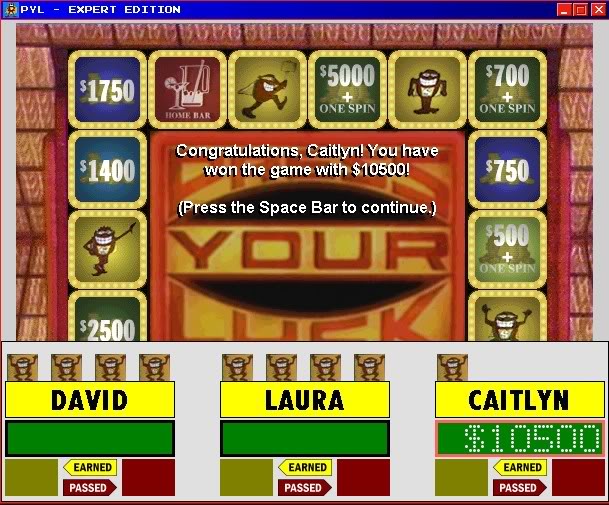 PYL - EXPERT EDITION
$1750
HOME BAR
$5000
+
ONE SPIN
$700
+
ONE SPIN
$1400
Congratulations, Caitlyn! You have
won the game with $10500!
(Press the Space Bar to continue.)
$750
YOUR
LUCK
$500
+
ONE SPIN
$2500
DAVID
LAURA
CAITLYN
$10500
EARNED
EARNED
EARNED
PASSED
PASSED
PASSED